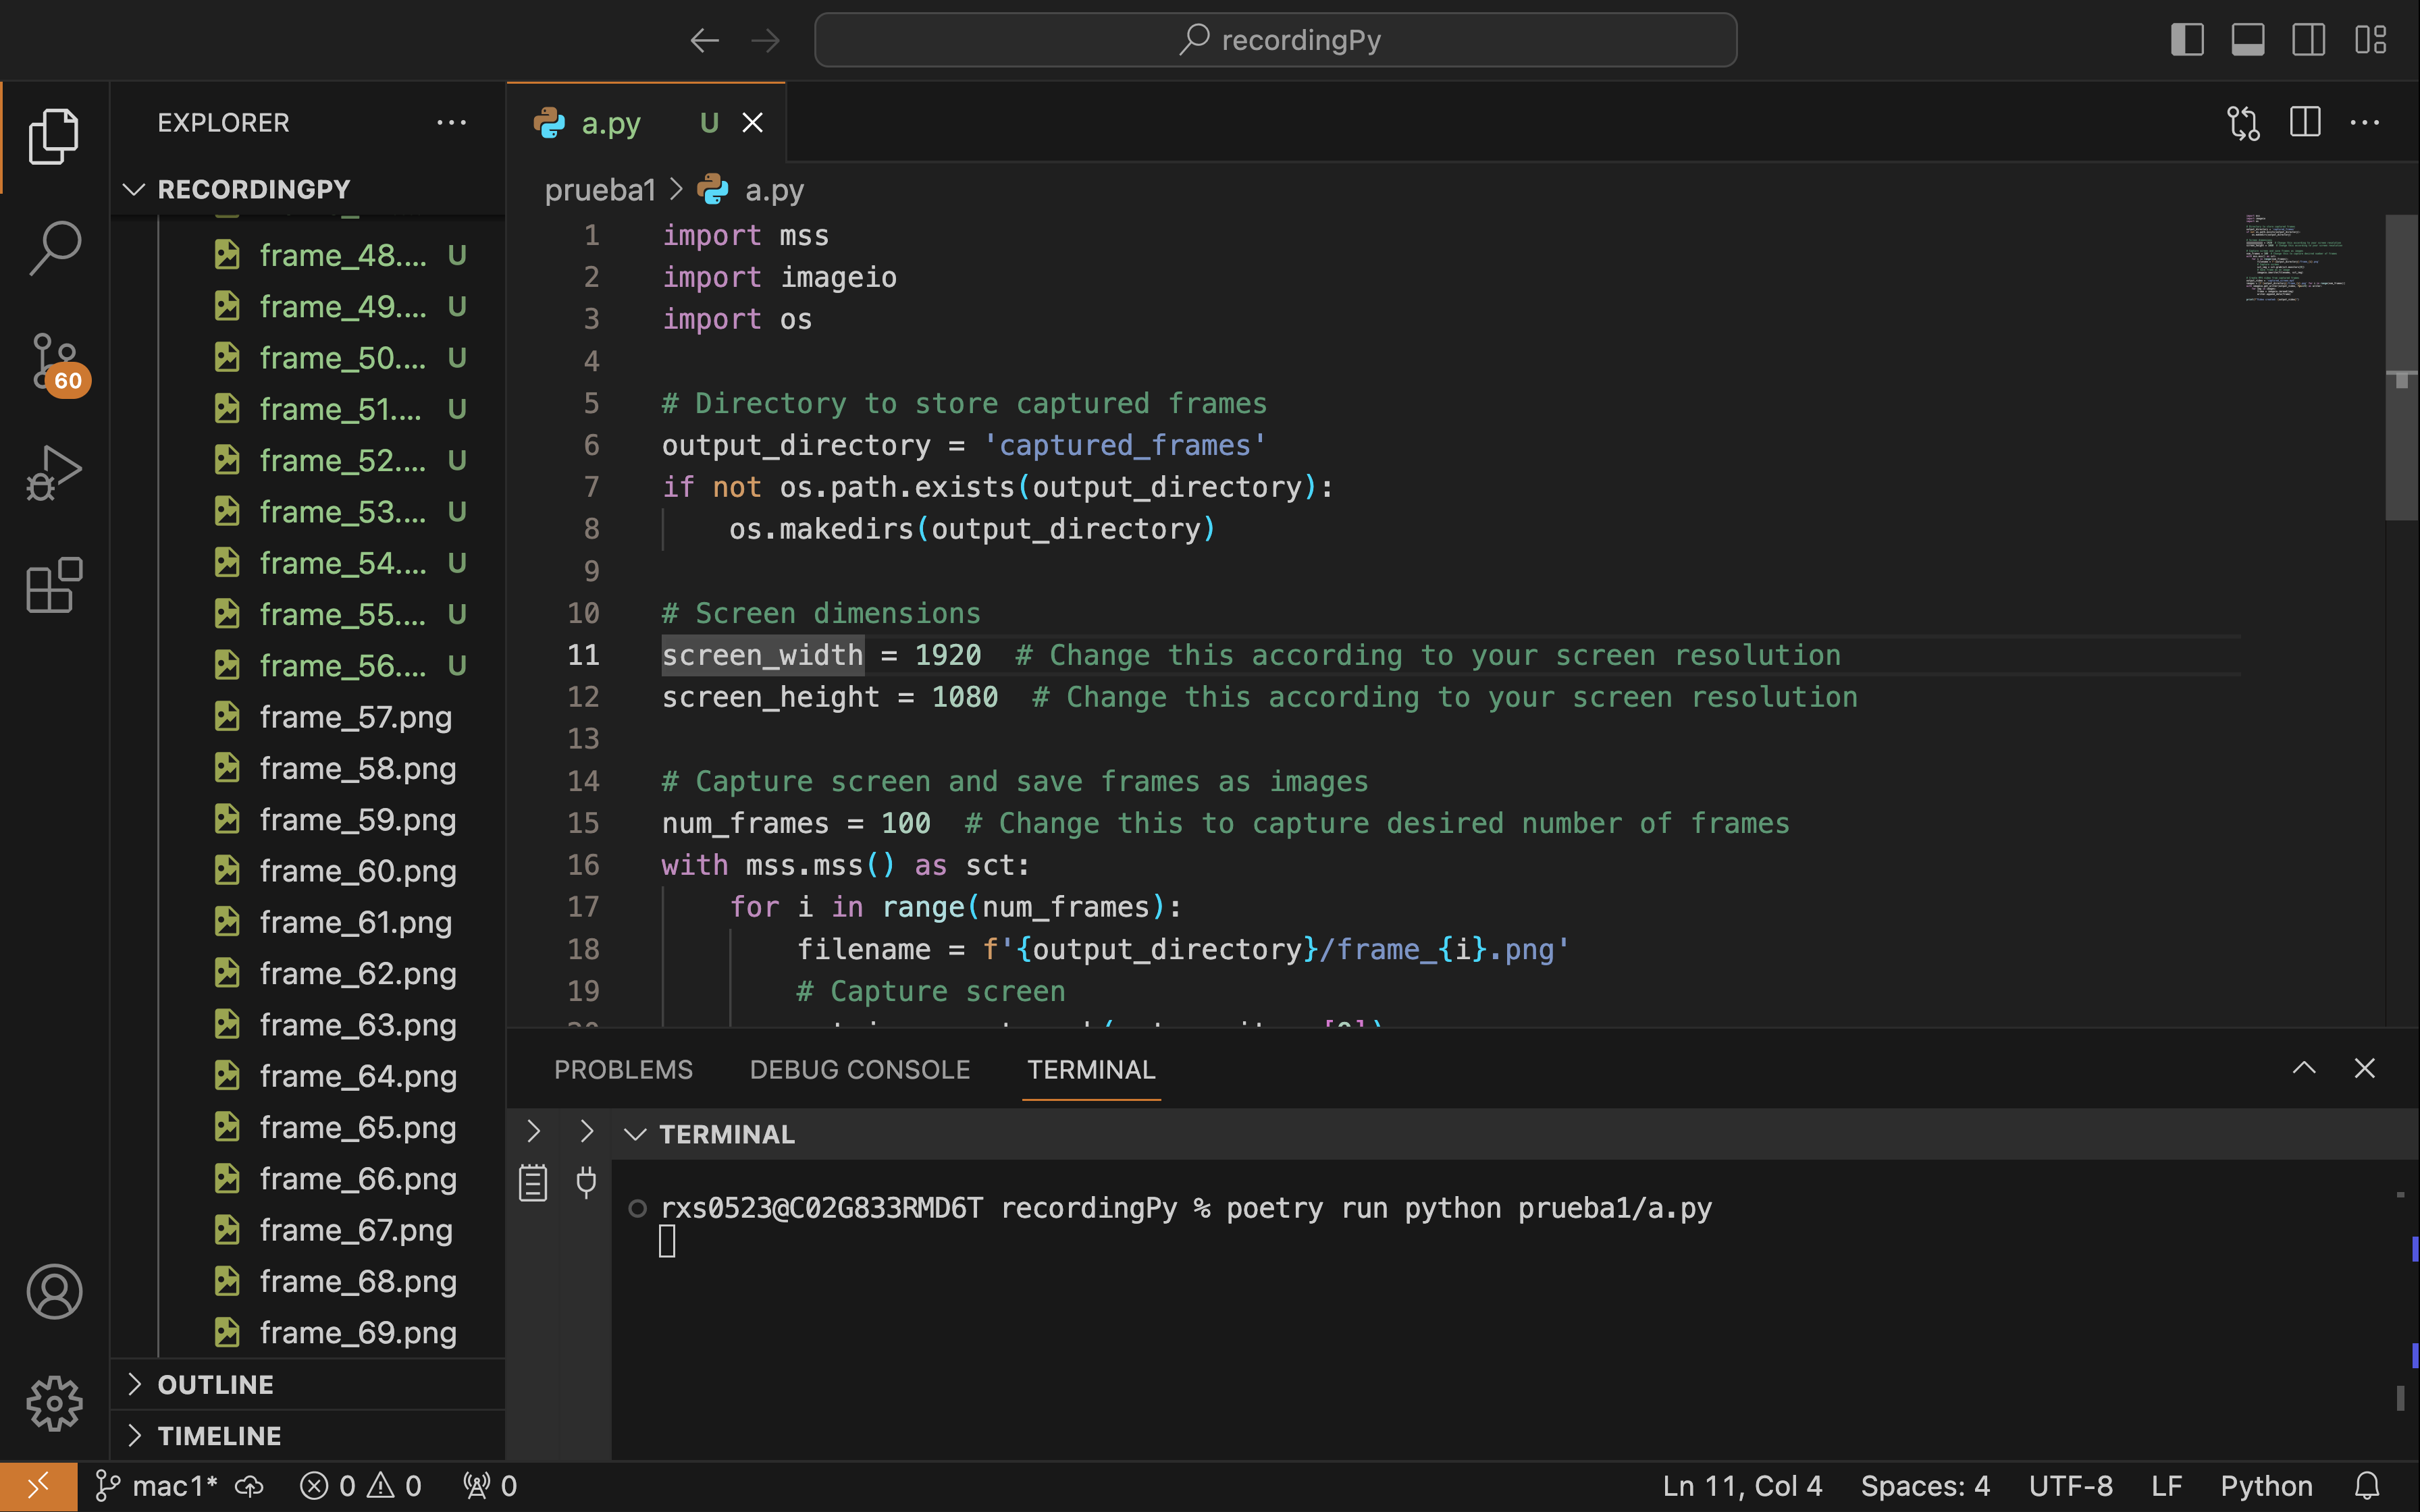 recordingPy
EXPLORER
RECORDINGPY
frame_48.... U
frame_49.... U
frame_50.... U
frame_51.... U
frame_52.... U
frame_53.... U
frame_54.... U
frame_55.... U
frame_56.... U
frame_57.png
frame_58.png
frame_59.png
frame_60.png
frame_61.png
frame_62.png
frame_63.png
frame_64.png
frame_65.png
frame_66.png
frame_67.png
frame_68.png
frame_69.png
OUTLINE
TIMELINE
60
a.py U
prueba1 > a.py
1 import mss
2 import imageio
3 import os
4
5 # Directory to store captured frames
6 output_directory = 'captured_frames'
7 if not os.path.exists(output_directory):
8     os.makedirs(output_directory)
9
10 # Screen dimensions
11 screen_width = 1920  # Change this according to your screen resolution
12 screen_height = 1080  # Change this according to your screen resolution
13
14 # Capture screen and save frames as images
15 num_frames = 100  # Change this to capture desired number of frames
16 with mss.mss() as sct:
17     for i in range(num_frames):
18         filename = f'{output_directory}/frame_{i}.png'
19         # Capture screen
PROBLEMS DEBUG CONSOLE TERMINAL
TERMINAL
rxs0523@C02G833RMD6T recordingPy % poetry run python prueba1/a.py
mac1* 0 0 0 Ln 11, Col 4 Spaces: 4 UTF-8 LF Python